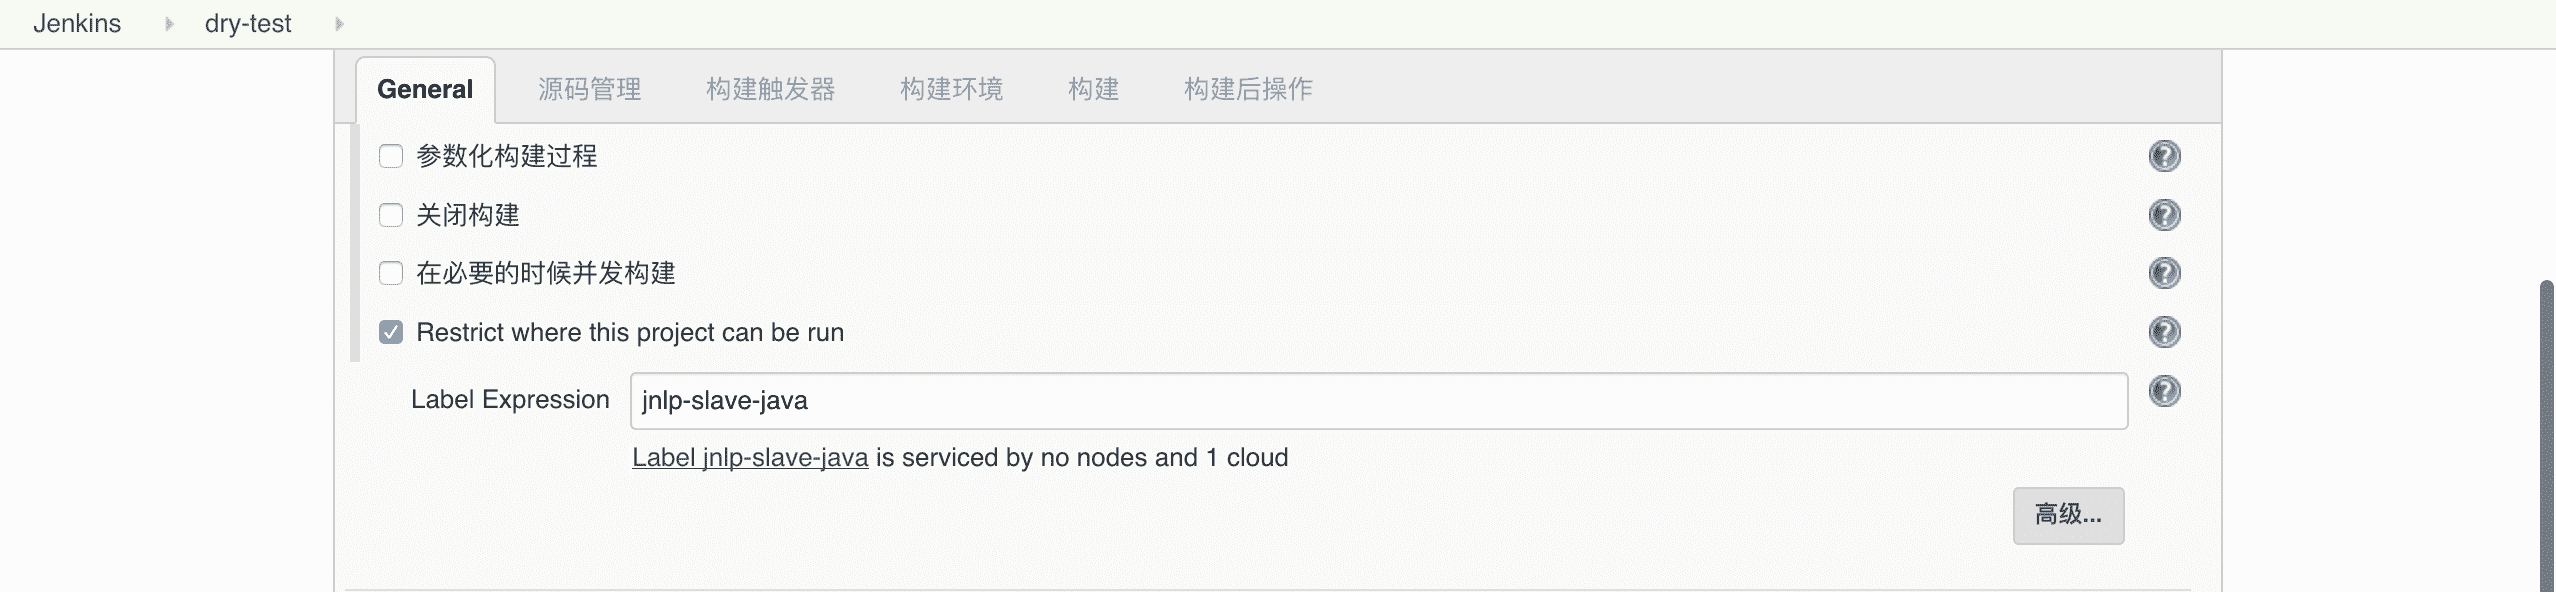 Jenkins dry-test
General 源码管理 构建触发器 构建环境 构建 构建后操作
参数化构建过程
关闭构建
在必要的时候并发构建
Restrict where this project can be run
Label Expression jnlp-slave-java
Label jnlp-slave-java is serviced by no nodes and 1 cloud
高级...